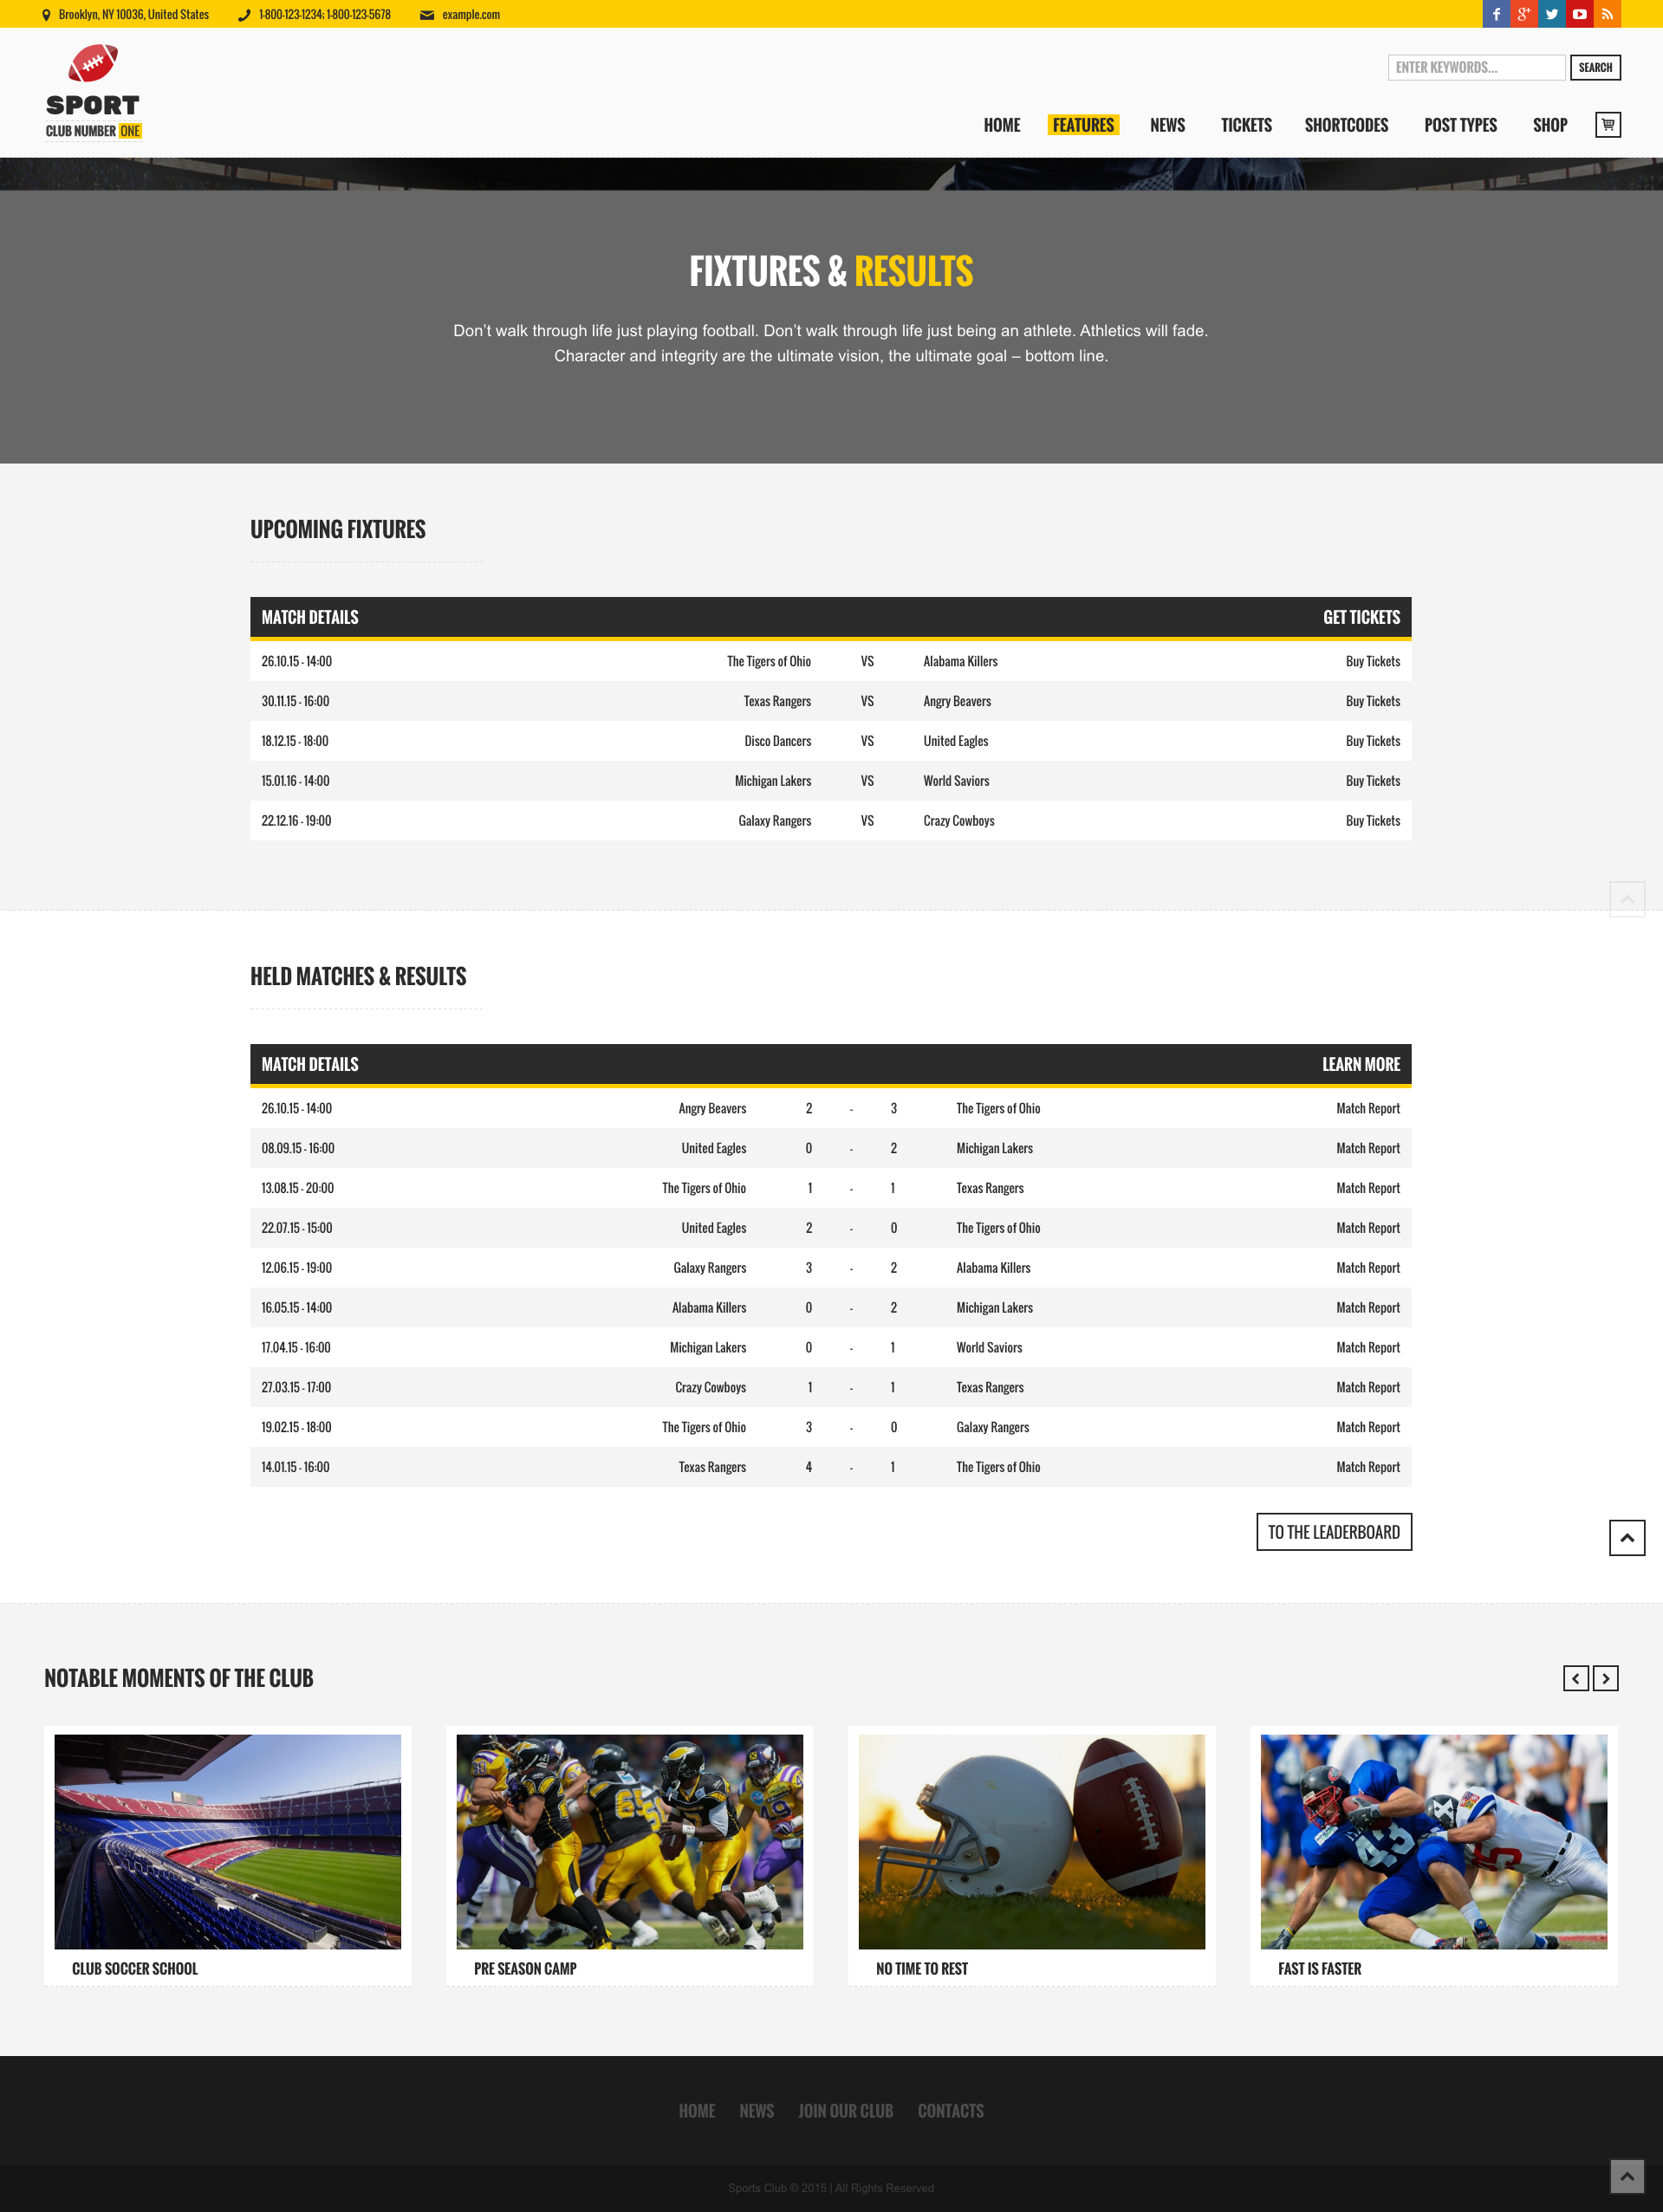 Brooklyn, NY 10036, United States 1-800-123-1234; 1-800-123-5678 example.com
SPORT
CLUB NUMBER ONE
ENTER KEYWORDS... SEARCH
HOME FEATURES NEWS TICKETS SHORTCODES POST TYPES SHOP
FIXTURES & RESULTS
Don’t walk through life just playing football. Don’t walk through life just being an athlete. Athletics will fade.
Character and integrity are the ultimate vision, the ultimate goal – bottom line.
UPCOMING FIXTURES
MATCH DETAILS GET TICKETS
26.10.15 - 14:00 The Tigers of Ohio VS Alabama Killers Buy Tickets
30.11.15 - 16:00 Texas Rangers VS Angry Beavers Buy Tickets
18.12.15 - 18:00 Disco Dancers VS United Eagles Buy Tickets
15.01.16 - 14:00 Michigan Lakers VS World Saviors Buy Tickets
22.12.16 - 19:00 Galaxy Rangers VS Crazy Cowboys Buy Tickets
HELD MATCHES & RESULTS
MATCH DETAILS LEARN MORE
26.10.15 - 14:00 Angry Beavers 2 - 3 The Tigers of Ohio Match Report
08.09.15 - 16:00 United Eagles 0 - 2 Michigan Lakers Match Report
13.08.15 - 20:00 The Tigers of Ohio 1 - 1 Texas Rangers Match Report
22.07.15 - 15:00 United Eagles 2 - 0 The Tigers of Ohio Match Report
12.06.15 - 19:00 Galaxy Rangers 3 - 2 Alabama Killers Match Report
16.05.15 - 14:00 Alabama Killers 0 - 2 Michigan Lakers Match Report
17.04.15 - 16:00 Michigan Lakers 0 - 1 World Saviors Match Report
27.03.15 - 17:00 Crazy Cowboys 1 - 1 Texas Rangers Match Report
19.02.15 - 18:00 The Tigers of Ohio 3 - 0 Galaxy Rangers Match Report
14.01.15 - 16:00 Texas Rangers 4 - 1 The Tigers of Ohio Match Report
TO THE LEADERBOARD
NOTABLE MOMENTS OF THE CLUB
CLUB SOCCER SCHOOL PRE SEASON CAMP NO TIME TO REST FAST IS FASTER
HOME NEWS JOIN OUR CLUB CONTACTS
Sports Club © 2015 | All Rights Reserved